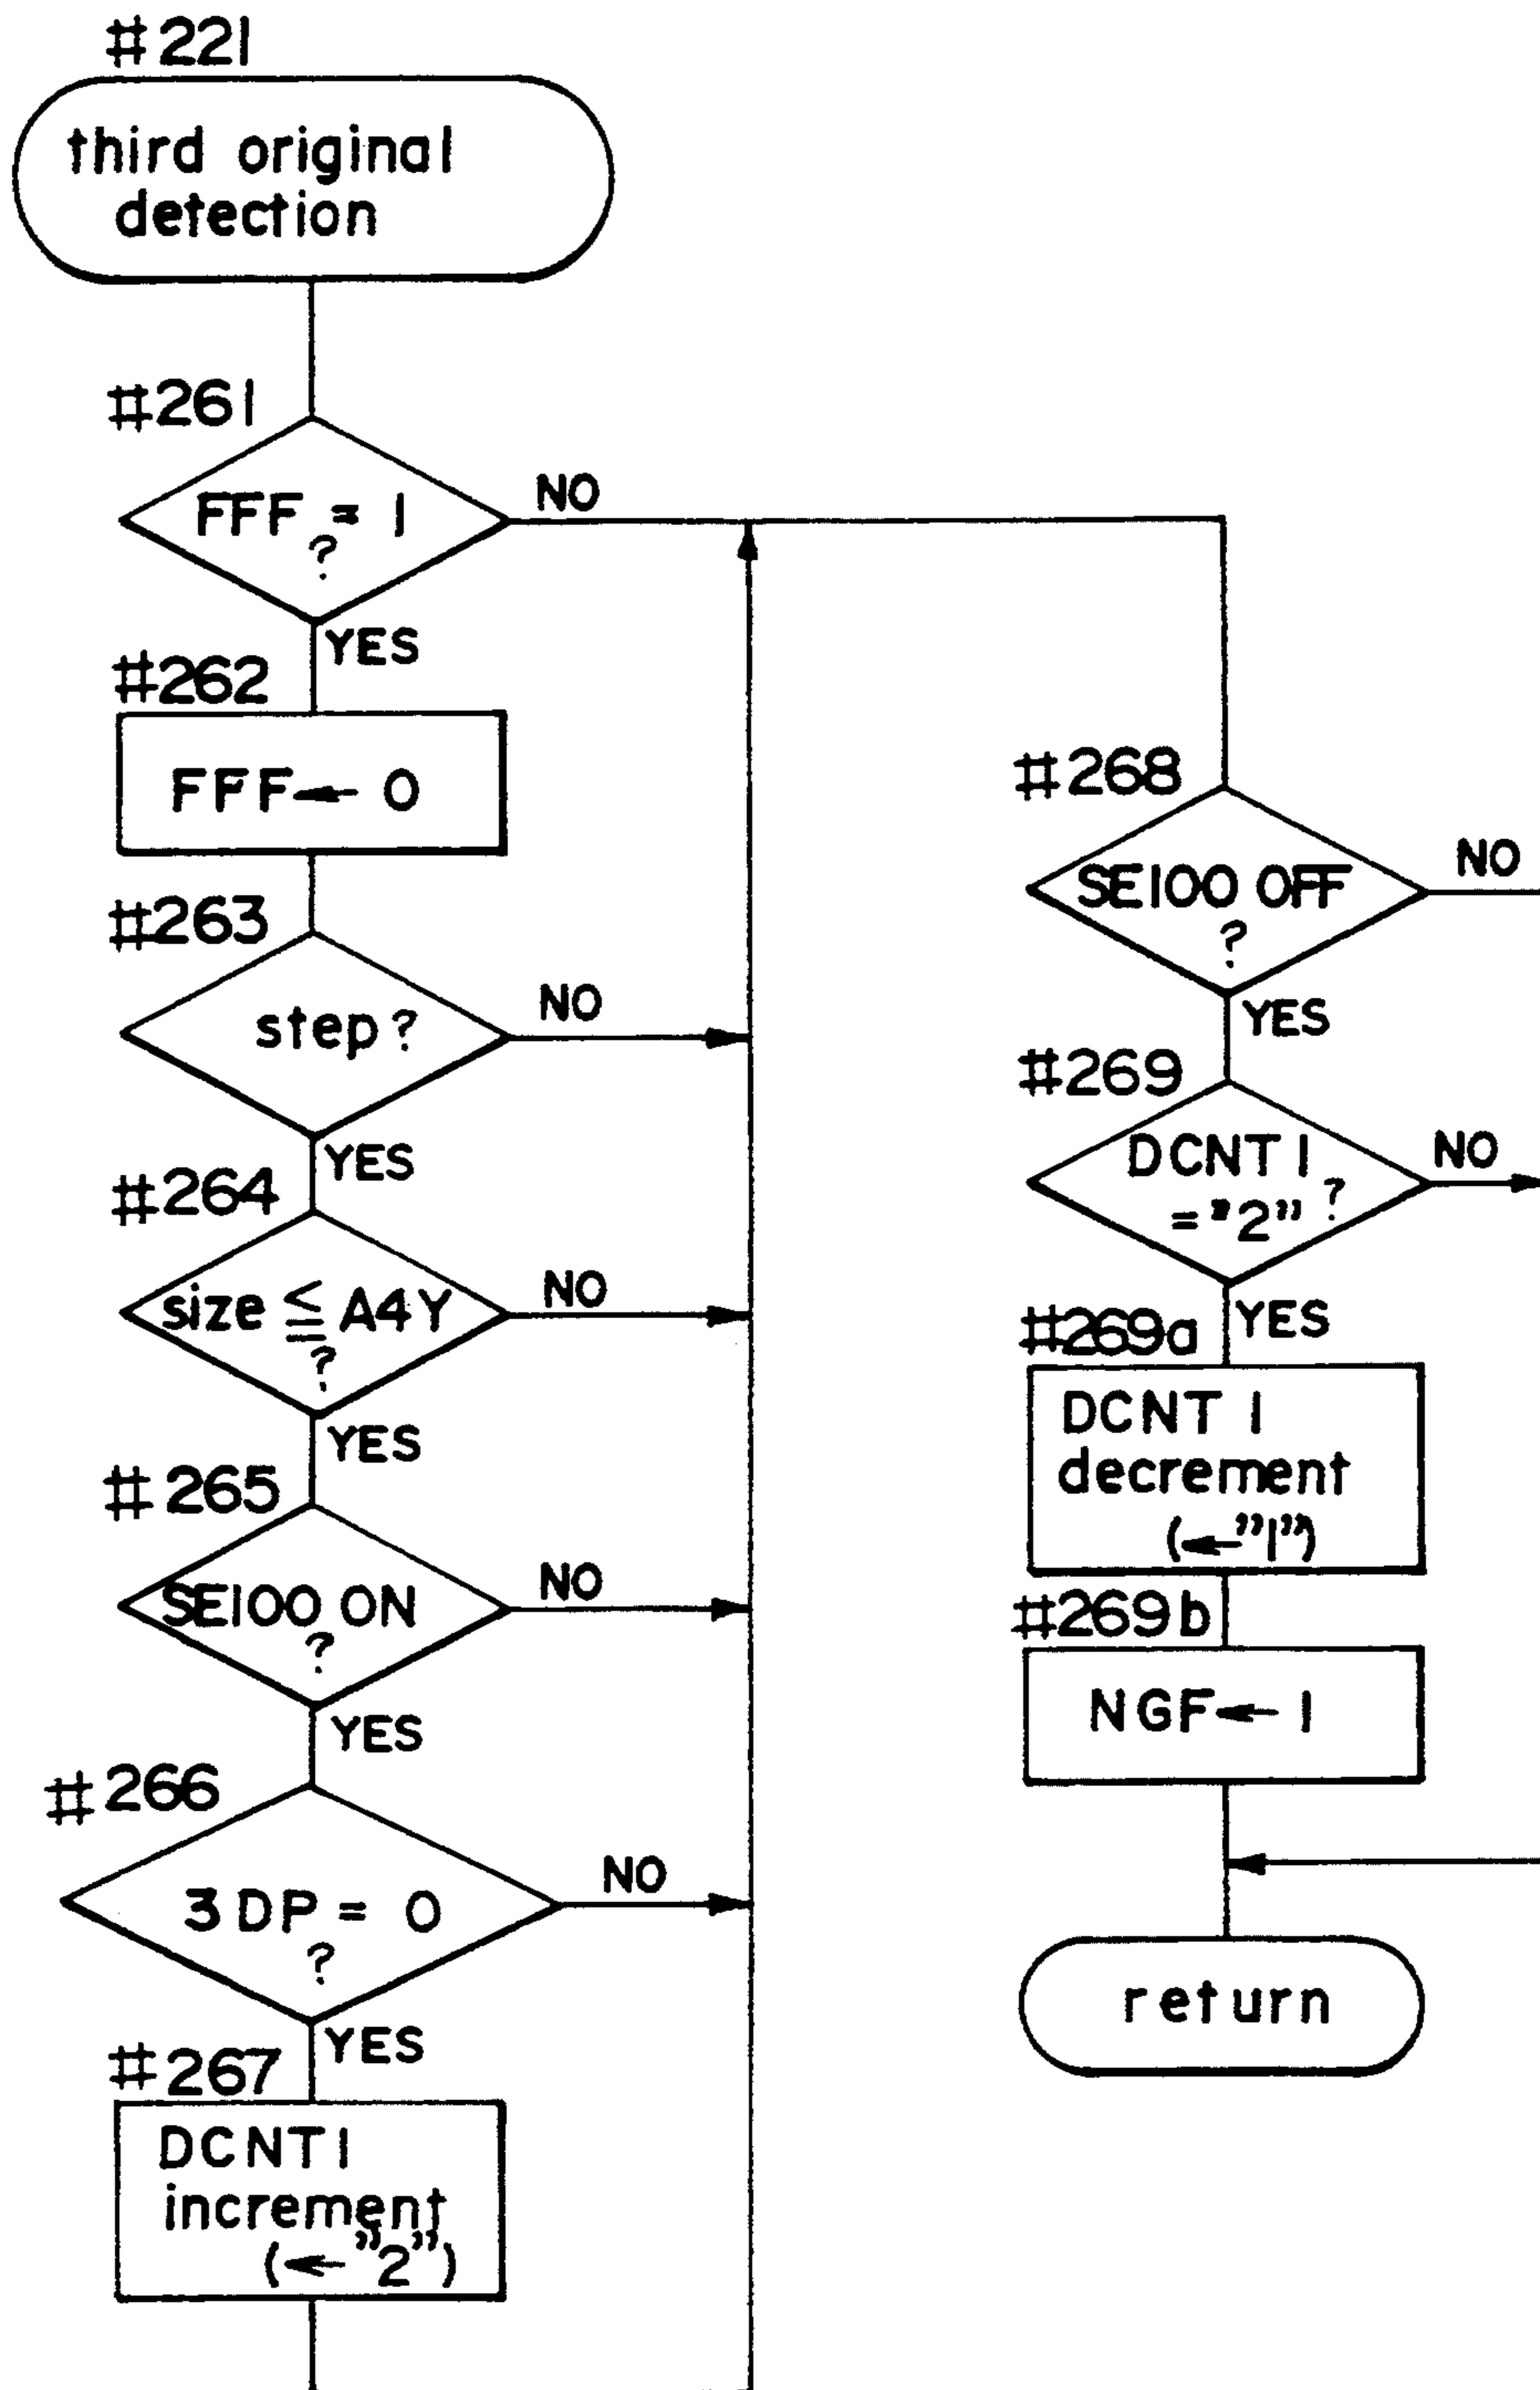 #221
third original
detection
#261
FFF = 1
?
NO
YES
#262
FFF ← 0
#263
step ?
NO
YES
#264
size ≦ A4Y
?
NO
YES
#265
SE100 ON
?
NO
YES
#266
3DP = 0
?
NO
YES
#267
DCNT1
increment
(←"2")
#268
SE100 OFF
?
NO
YES
#269
DCNT1
="2" ?
NO
YES
#269a
DCNT1
decrement
(←"1")
#269b
NGF ← 1
return